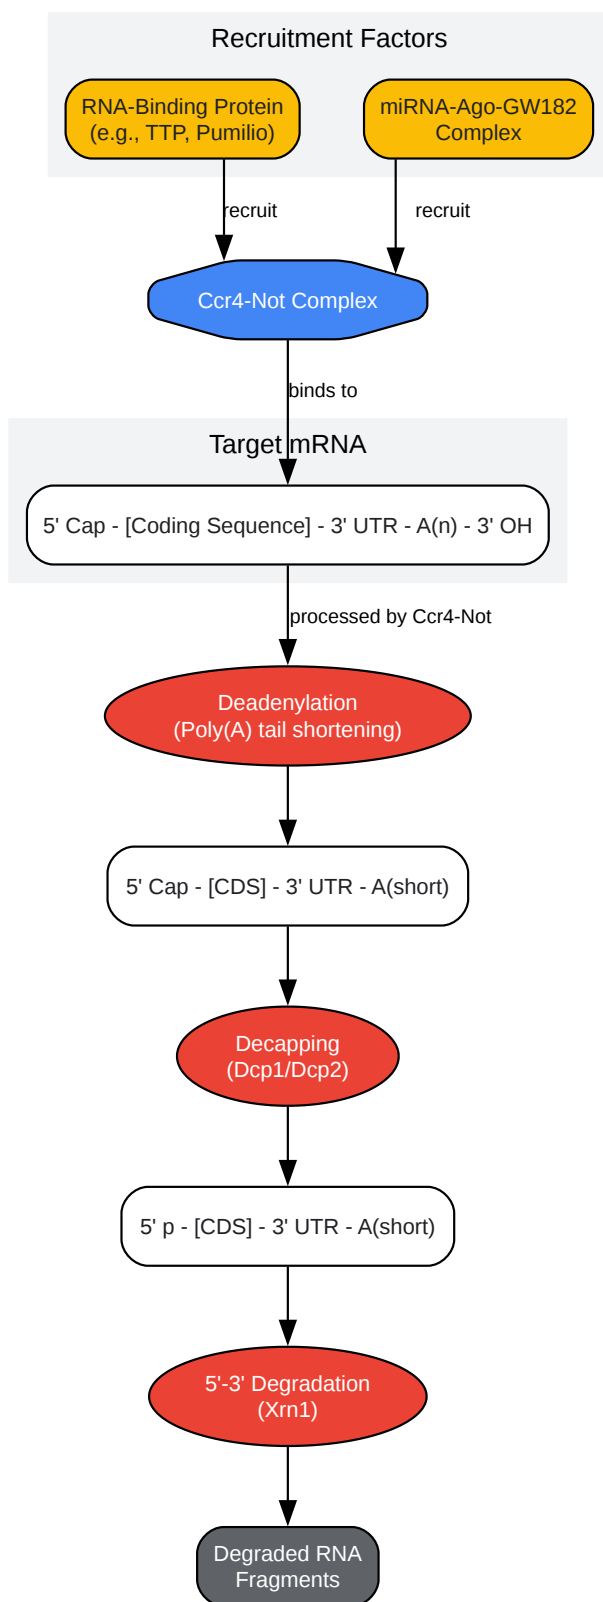 Recruitment Factors
RNA-Binding Protein
(e.g., TTP, Pumilio)
miRNA-Ago-GW182
Complex
recruit
recruit
Ccr4-Not Complex
binds to
Target mRNA
5' Cap - [Coding Sequence] - 3' UTR - A(n) - 3' OH
processed by Ccr4-Not
Deadenylation
(Poly(A) tail shortening)
5' Cap - [CDS] - 3' UTR - A(short)
Decapping
(Dcp1/Dcp2)
5' p - [CDS] - 3' UTR - A(short)
5'-3' Degradation
(Xrn1)
Degraded RNA
Fragments